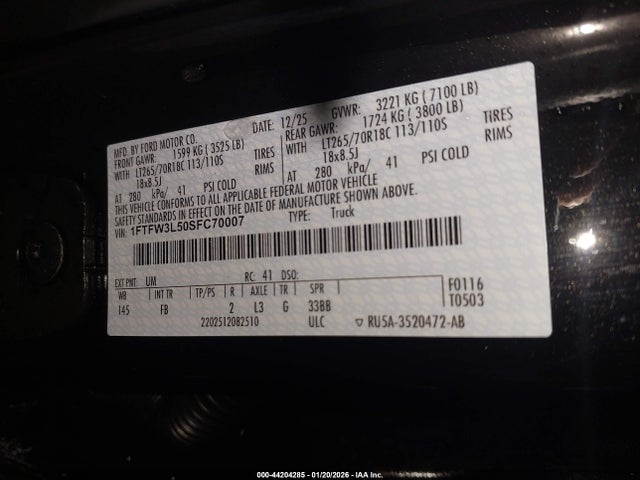 MFD. BY FORD MOTOR CO.
DATE: 12/25 GVWR: 3221 KG ( 7100 LB)
FRONT GAWR: 1599 KG ( 3525 LB)
REAR GAWR: 1724 KG ( 3800 LB)
WITH LT265/70R18C 113/110S TIRES
WITH LT265/70R18C 113/110S TIRES
18x8.5J RIMS
18x8.5J RIMS
AT 280 kPa/ 41 PSI COLD
AT 280 kPa/ 41 PSI COLD
THIS VEHICLE CONFORMS TO ALL APPLICABLE FEDERAL MOTOR VEHICLE
SAFETY STANDARDS IN EFFECT ON THE DATE OF MANUFACTURE SHOWN ABOVE.
VIN: 1FTFW3L50SFC70007
TYPE: Truck
EXT PNT: UM RC: 41 DSO:
WB INT TR TP/PS R AXLE TR SPR F0116
145 FB 2 L3 G 33BB T0503
2202512082510 ULC ▽ RU5A-3520472-AB
000-44204285 - 01/20/2026 - IAA Inc.